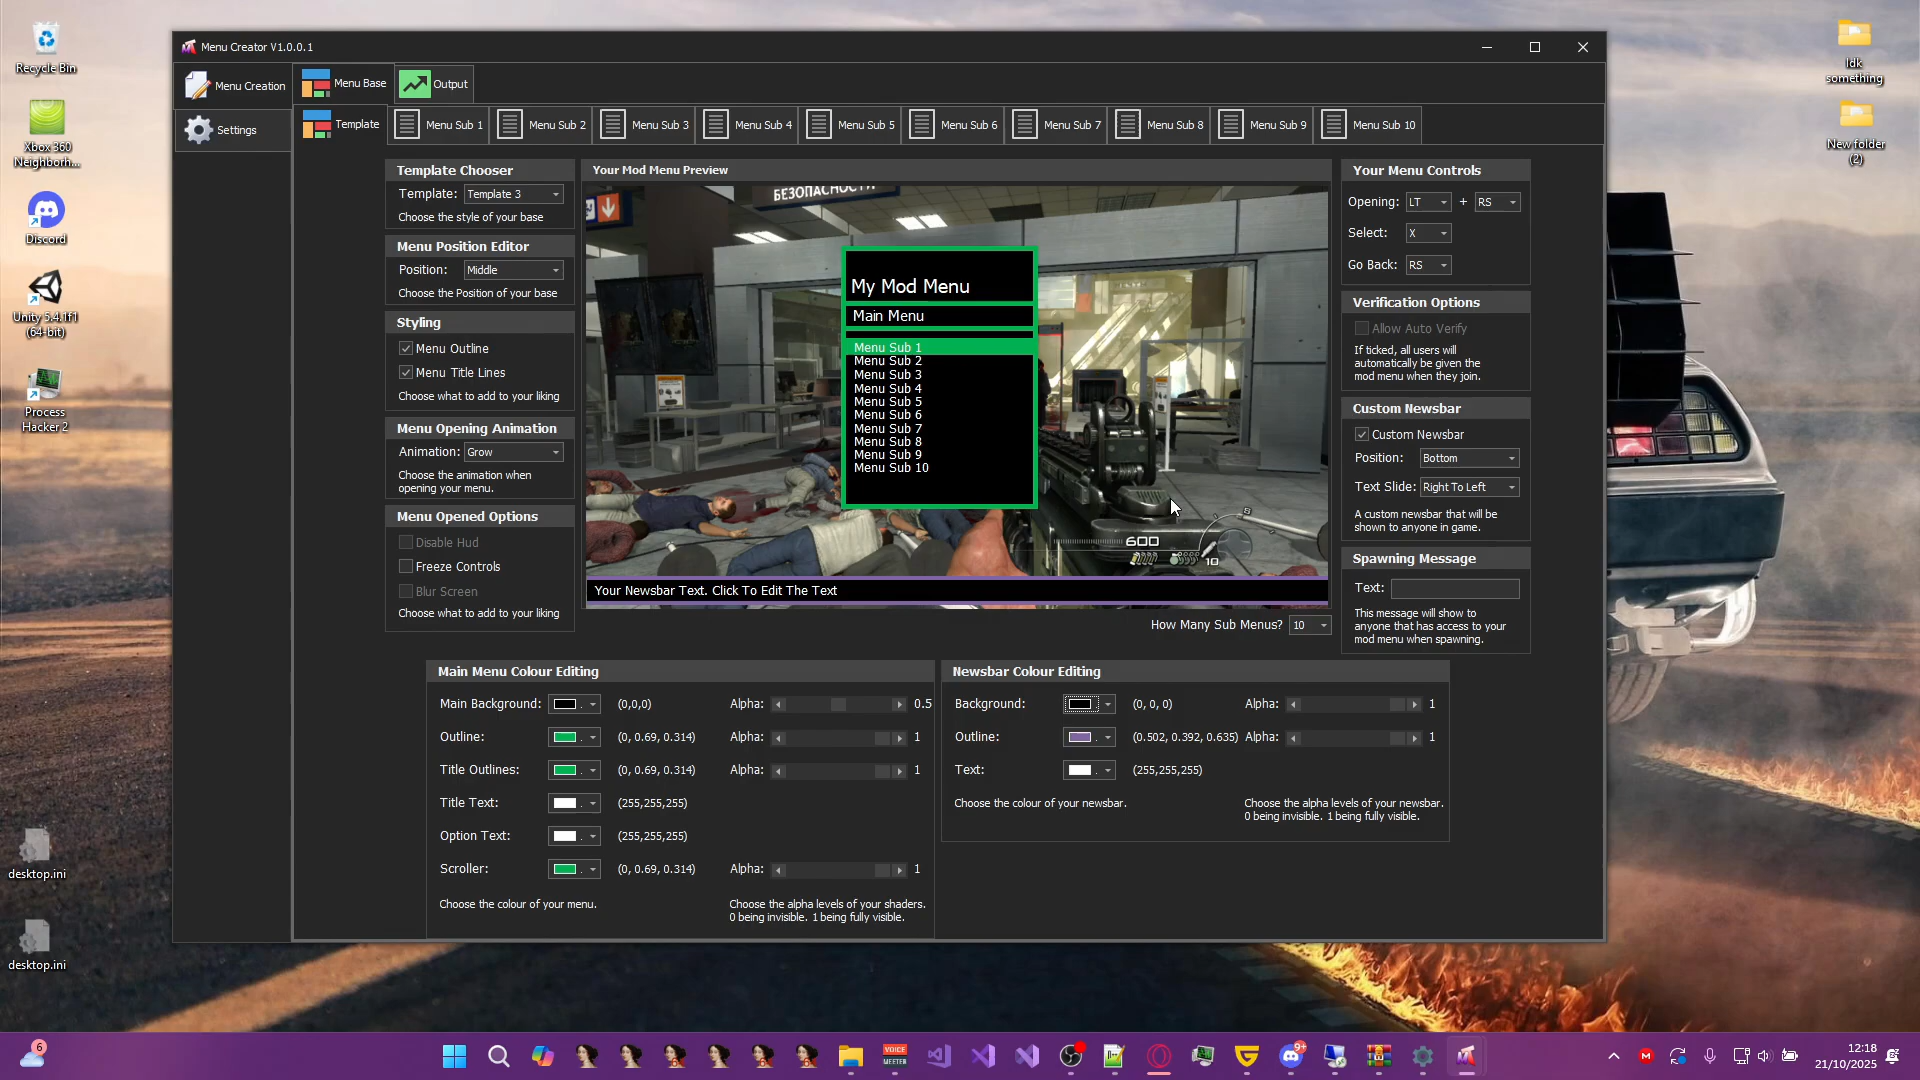 Recycle Bin
Xbox 360
Neighborh...
Discord
Unity 5.4.1f1
(64-bit)
Process
Hacker 2
desktop.ini
desktop.ini
Idk
something
New folder
(2)
Menu Creator V1.0.0.1
Menu Creation
Settings
Menu Base
Output
Template
Menu Sub 1
Menu Sub 2
Menu Sub 3
Menu Sub 4
Menu Sub 5
Menu Sub 6
Menu Sub 7
Menu Sub 8
Menu Sub 9
Menu Sub 10
Template Chooser
Template: Template 3
Choose the style of your base
Menu Position Editor
Position: Middle
Choose the Position of your base
Styling
Menu Outline
Menu Title Lines
Choose what to add to your liking
Menu Opening Animation
Animation: Grow
Choose the animation when
opening your menu.
Menu Opened Options
Disable Hud
Freeze Controls
Blur Screen
Choose what to add to your liking
Your Mod Menu Preview
БЕЗОПАСНОСТИ
My Mod Menu
Main Menu
Menu Sub 1
Menu Sub 2
Menu Sub 3
Menu Sub 4
Menu Sub 5
Menu Sub 6
Menu Sub 7
Menu Sub 8
Menu Sub 9
Menu Sub 10
S
600
10
Your Newsbar Text. Click To Edit The Text
How Many Sub Menus? 10
Your Menu Controls
Opening: LT + RS
Select: X
Go Back: RS
Verification Options
Allow Auto Verify
If ticked, all users will
automatically be given the
mod menu when they join.
Custom Newsbar
Custom Newsbar
Position: Bottom
Text Slide: Right To Left
A custom newsbar that will be
shown to anyone in game.
Spawning Message
Text:
This message will show to
anyone that has access to your
mod menu when spawning.
Main Menu Colour Editing
Main Background: . (0,0,0) Alpha: 0.5
Outline: . (0, 0.69, 0.314) Alpha: 1
Title Outlines: . (0, 0.69, 0.314) Alpha: 1
Title Text: . (255,255,255)
Option Text: . (255,255,255)
Scroller: . (0, 0.69, 0.314) Alpha: 1
Choose the colour of your menu.
Choose the alpha levels of your shaders.
0 being invisible. 1 being fully visible.
Newsbar Colour Editing
Background: . (0, 0, 0) Alpha: 1
Outline: . (0.502, 0.392, 0.635) Alpha: 1
Text: . (255,255,255)
Choose the colour of your newsbar.
Choose the alpha levels of your newsbar.
0 being invisible. 1 being fully visible.
6
VOICE
MEETER
9+
12:18
21/10/2025